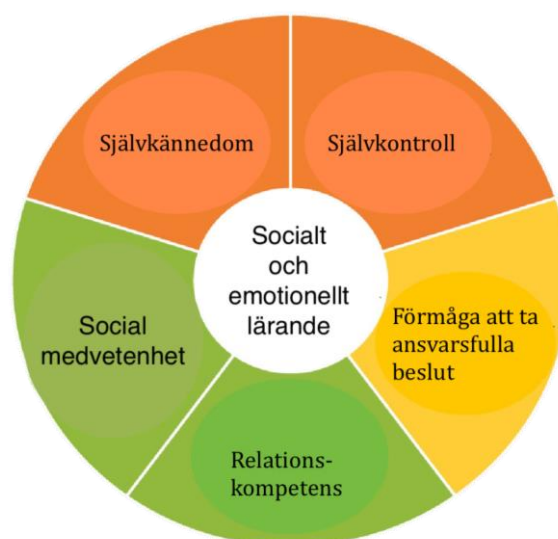 Självkännedom
Självkontroll
Socialt
och
emotionellt
lärande
Social
medvetenhet
Förmåga att ta
ansvarsfulla
beslut
Relations-
kompetens